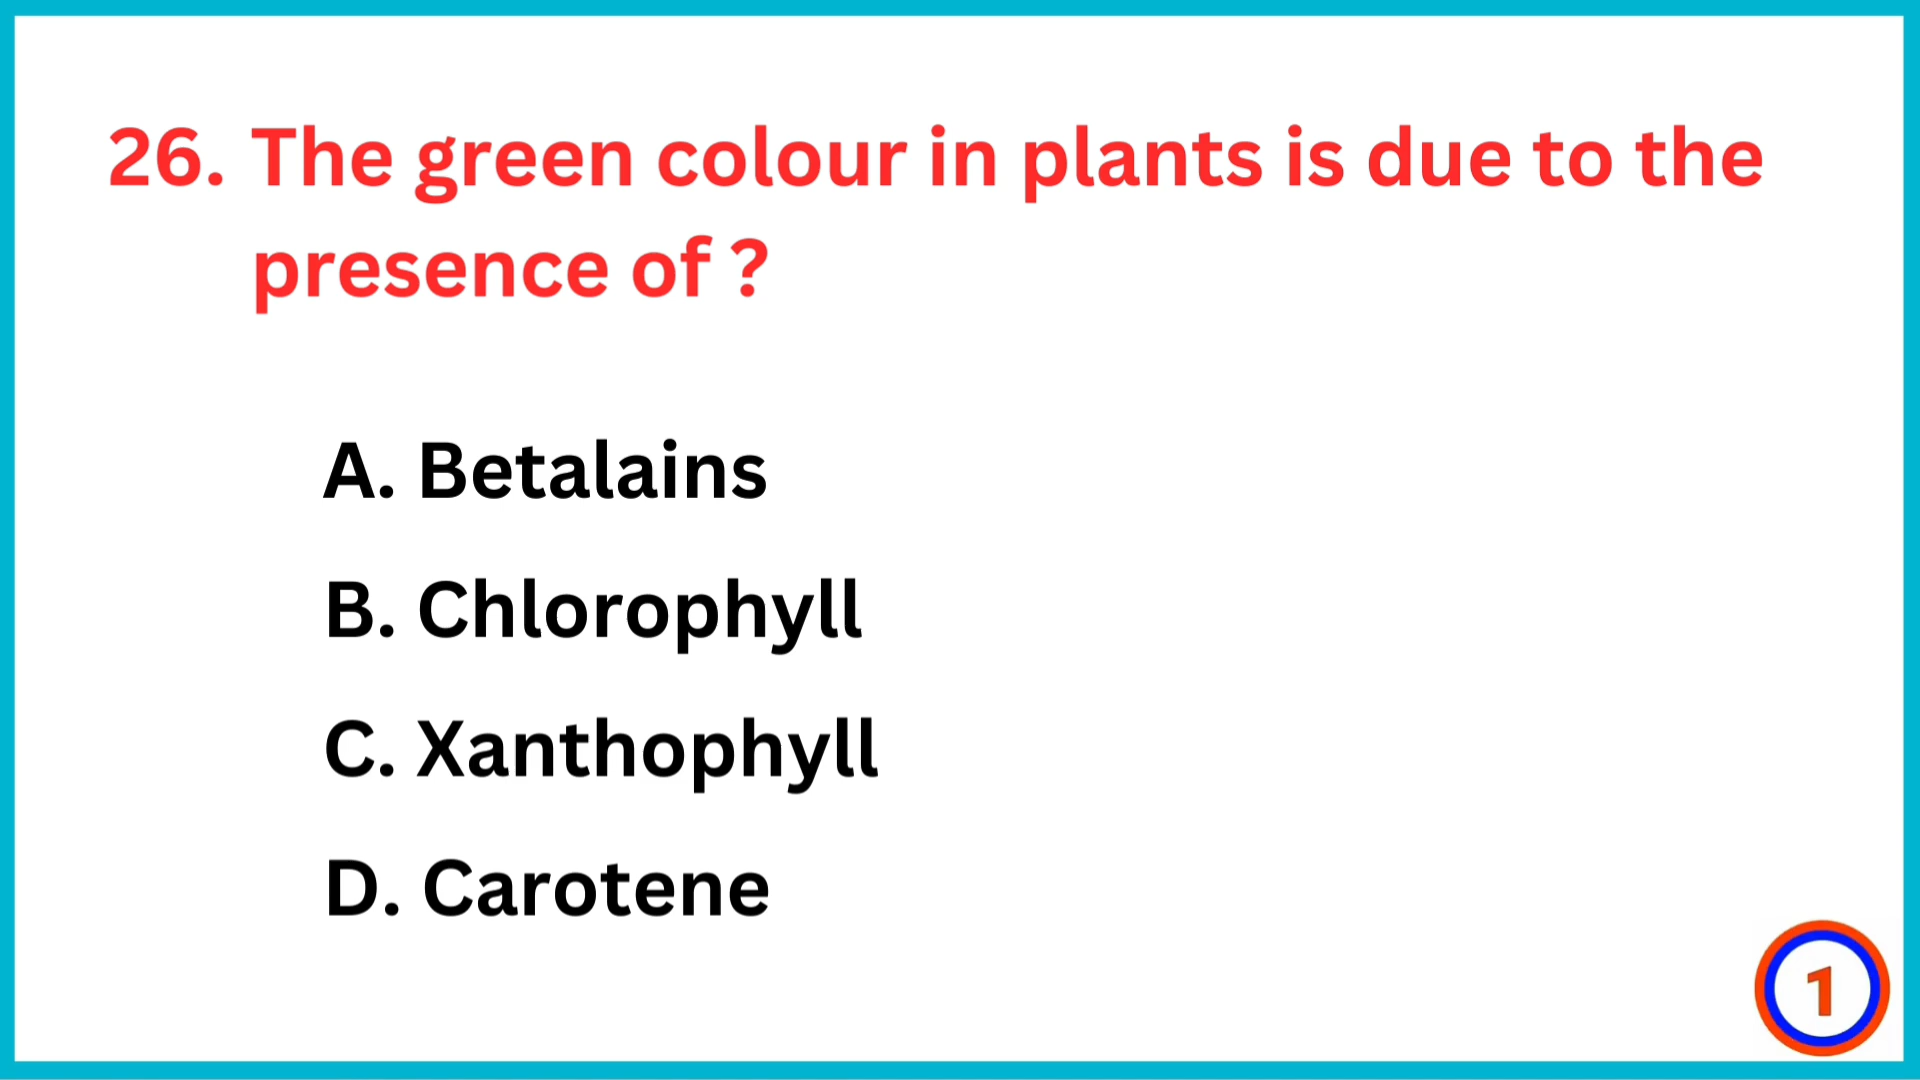 26. The green colour in plants is due to the
presence of ?
A. Betalains
B. Chlorophyll
C. Xanthophyll
D. Carotene
1